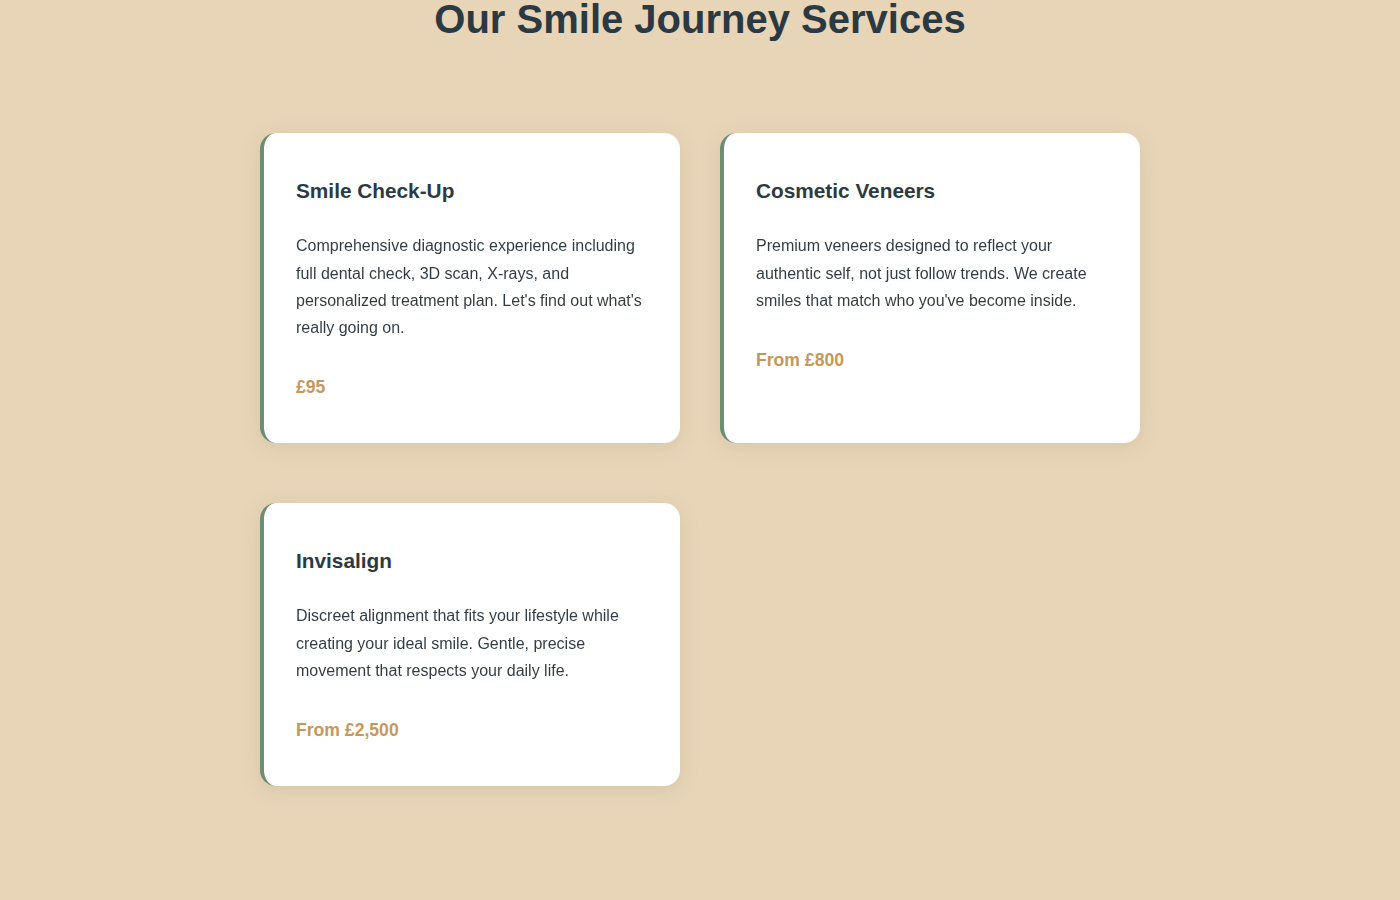 Our Smile Journey Services
Smile Check-Up
Comprehensive diagnostic experience including
full dental check, 3D scan, X-rays, and
personalized treatment plan. Let's find out what's
really going on.
£95
Cosmetic Veneers
Premium veneers designed to reflect your
authentic self, not just follow trends. We create
smiles that match who you've become inside.
From £800
Invisalign
Discreet alignment that fits your lifestyle while
creating your ideal smile. Gentle, precise
movement that respects your daily life.
From £2,500